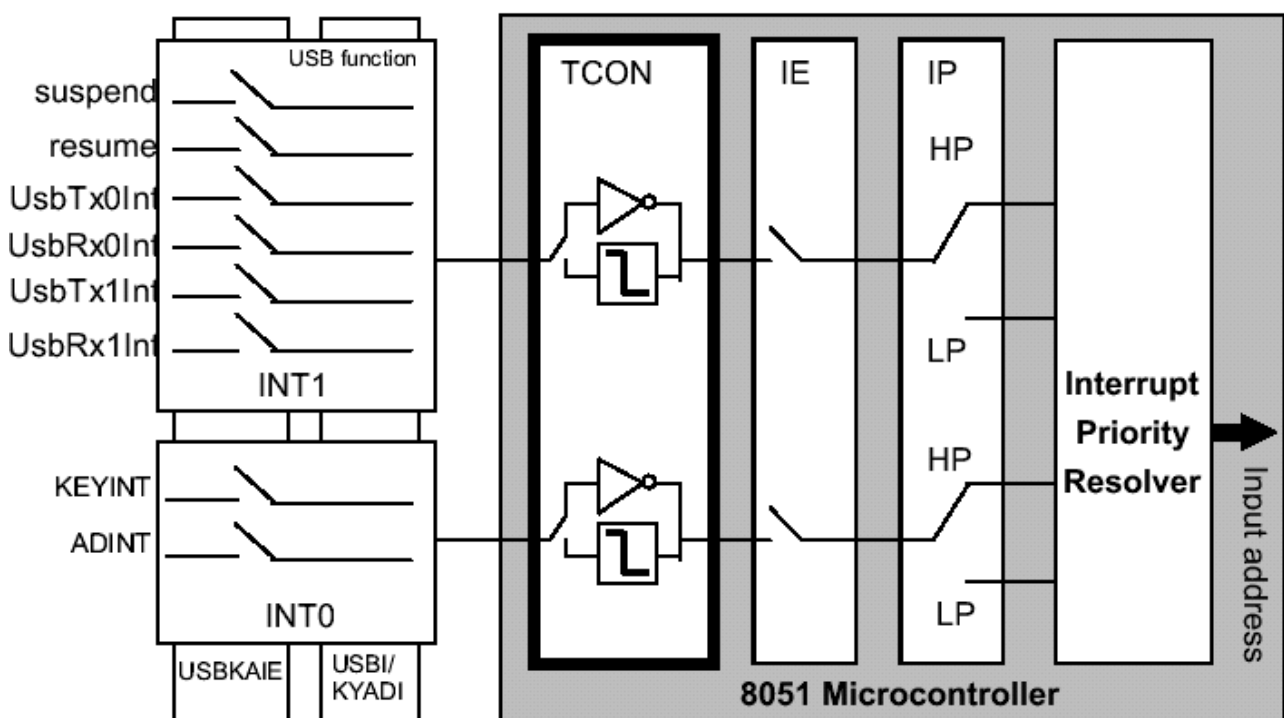 USB function
suspend
resume
UsbTx0Int
UsbRx0Int
UsbTx1Int
UsbRx1Int
INT1
KEYINT
ADINT
INT0
USBKAIE
USBI/
KYADI
TCON
IE
IP
HP
LP
HP
LP
Interrupt
Priority
Resolver
Input address
8051 Microcontroller